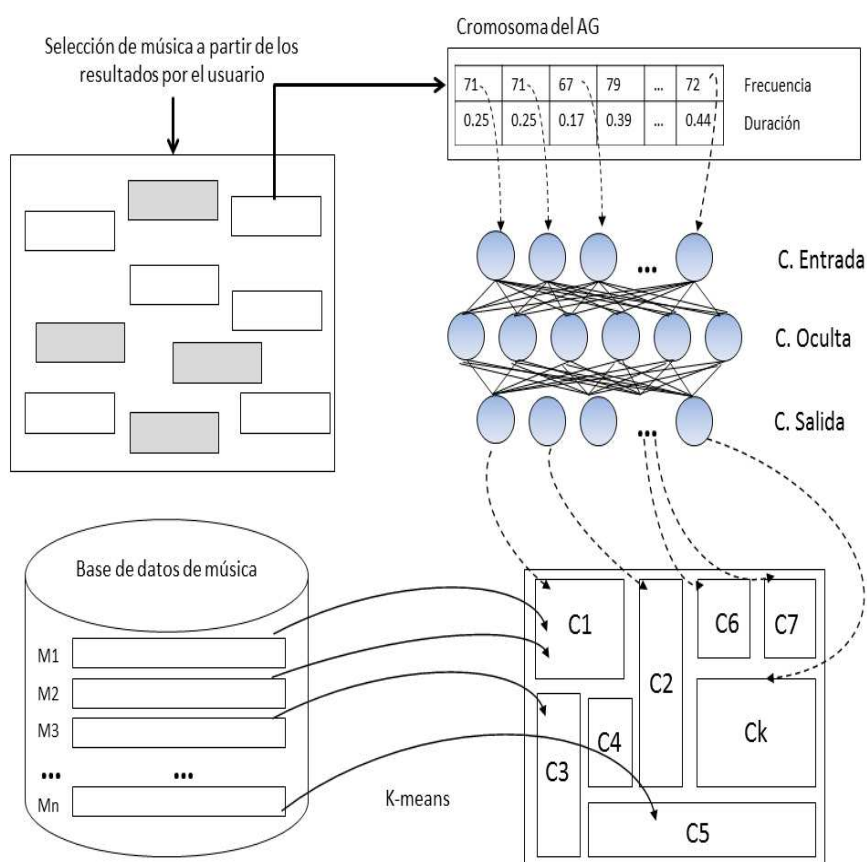 Selección de música a partir de los
resultados por el usuario
Cromosoma del AG
71 71 67 79 ... 72 Frecuencia
0.25 0.25 0.17 0.39 ... 0.44 Duración
... C. Entrada
C. Oculta
... C. Salida
Base de datos de música
M1
M2
M3
... ...
Mn
K-means
C1
C2
C6
C7
C3
C4
Ck
C5